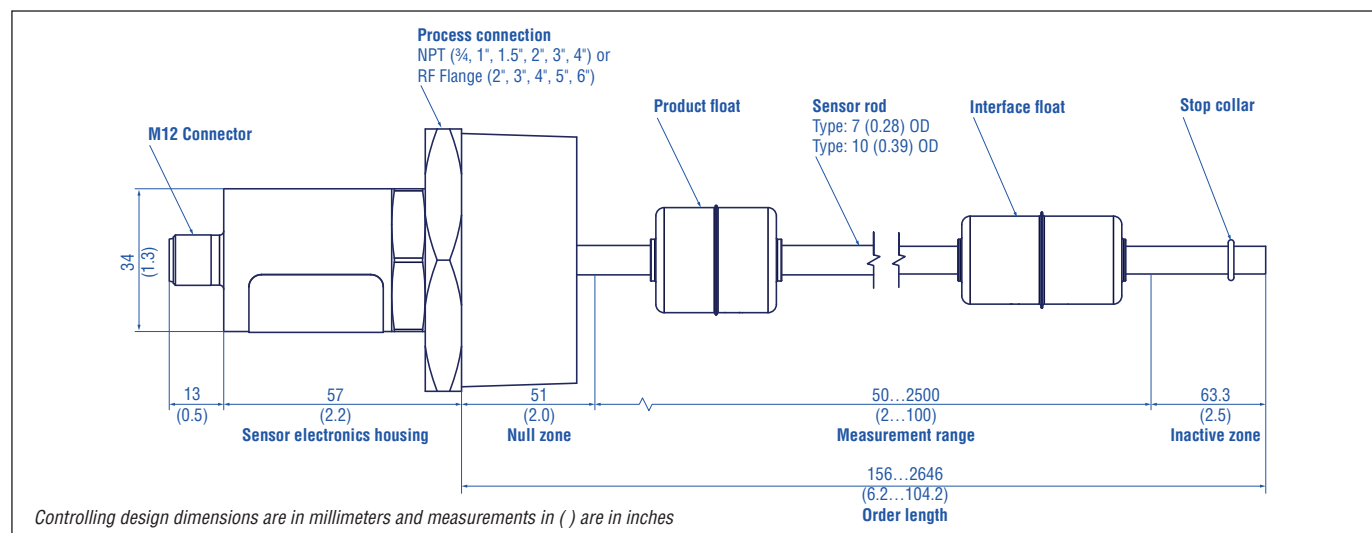 Process connection
NPT (¾, 1", 1.5", 2", 3", 4") or
RF Flange (2", 3", 4", 5", 6")
M12 Connector
Product float
Sensor rod
Type: 7 (0.28) OD
Type: 10 (0.39) OD
Interface float
Stop collar
34
(1.3)
13
(0.5)
57
(2.2)
Sensor electronics housing
51
(2.0)
Null zone
50…2500
(2…100)
Measurement range
63.3
(2.5)
Inactive zone
156…2646
(6.2…104.2)
Order length
Controlling design dimensions are in millimeters and measurements in ( ) are in inches